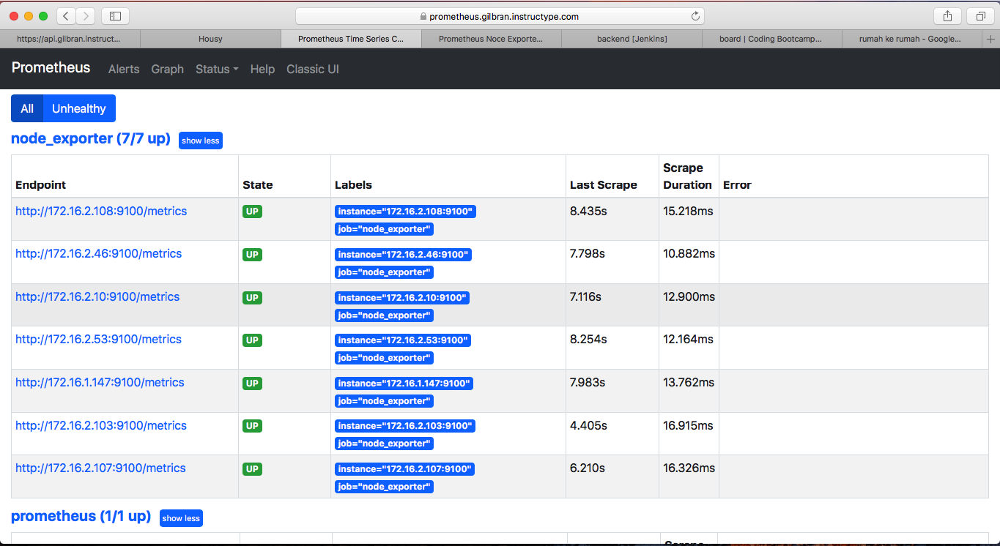 prometheus.gilbran.instructype.com
https://api.gilbran.instruct...
Housy
Prometheus Time Series C...
Prometheus Noce Exporte...
backend [Jenkins]
board | Coding Bootcamp...
rumah ke rumah - Google...
Prometheus Alerts Graph Status Help Classic UI
All Unhealthy
node_exporter (7/7 up) show less
Endpoint State Labels Last Scrape Scrape Duration Error
http://172.16.2.108:9100/metrics UP instance="172.16.2.108:9100" 8.435s 15.218ms
job="node_exporter"
http://172.16.2.46:9100/metrics UP instance="172.16.2.46:9100" 7.798s 10.882ms
job="node_exporter"
http://172.16.2.10:9100/metrics UP instance="172.16.2.10:9100" 7.116s 12.900ms
job="node_exporter"
http://172.16.2.53:9100/metrics UP instance="172.16.2.53:9100" 8.254s 12.164ms
job="node_exporter"
http://172.16.1.147:9100/metrics UP instance="172.16.1.147:9100" 7.983s 13.762ms
job="node_exporter"
http://172.16.2.103:9100/metrics UP instance="172.16.2.103:9100" 4.405s 16.915ms
job="node_exporter"
http://172.16.2.107:9100/metrics UP instance="172.16.2.107:9100" 6.210s 16.326ms
job="node_exporter"
prometheus (1/1 up) show less
Scrape